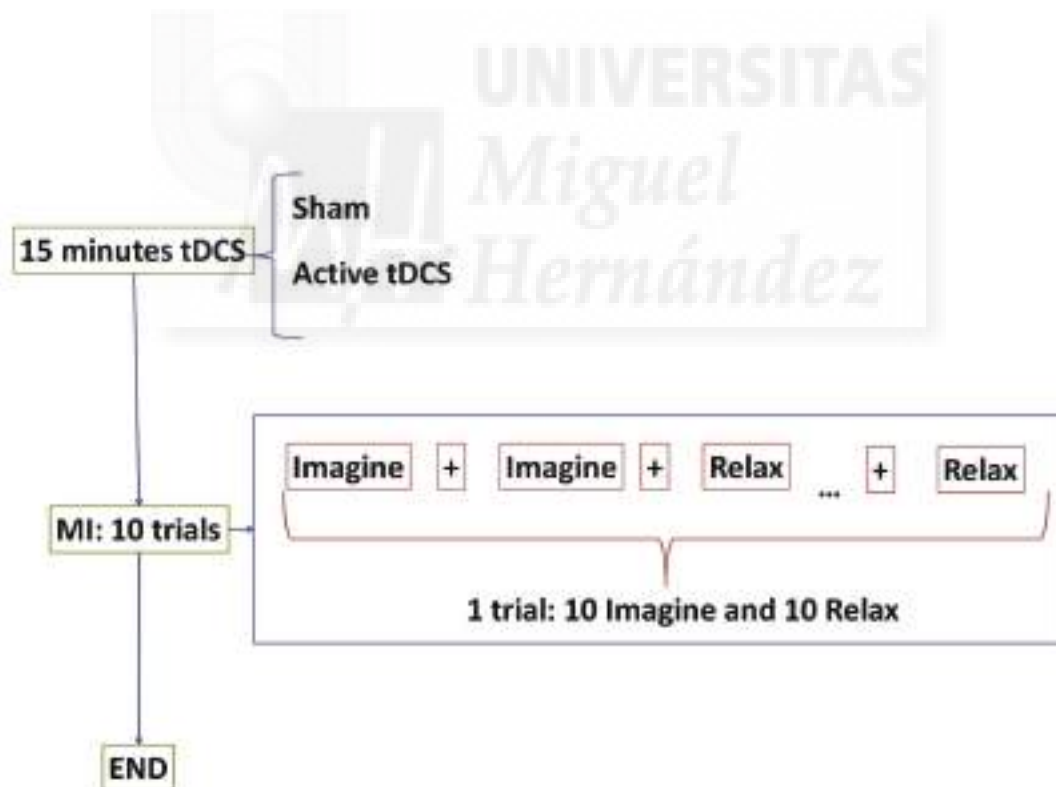 UNIVERSITAS
Miguel
Hernández
Sham
15 minutes tDCS
Active tDCS
Imagine + Imagine + Relax ... + Relax
MI: 10 trials
1 trial: 10 Imagine and 10 Relax
END